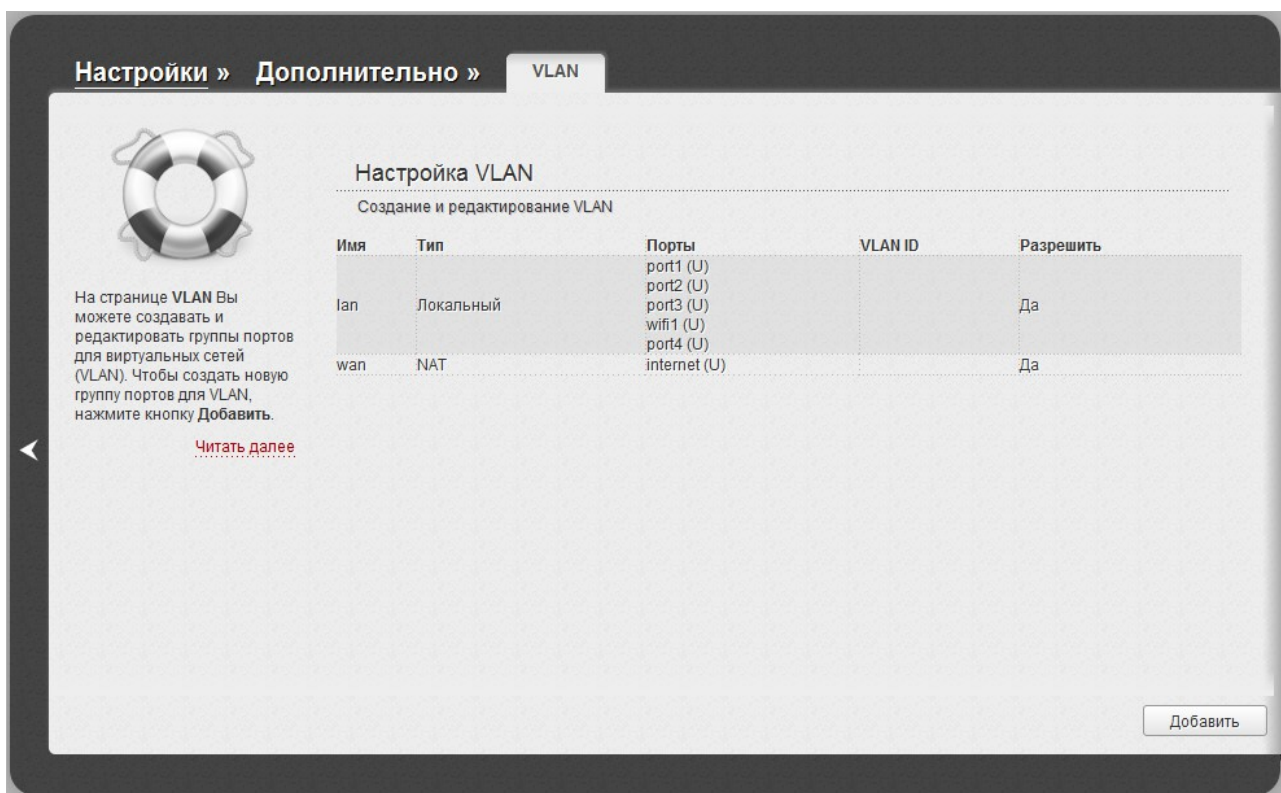 Настройки » Дополнительно » VLAN
На странице VLAN Вы
можете создавать и
редактировать группы портов
для виртуальных сетей
(VLAN). Чтобы создать новую
группу портов для VLAN,
нажмите кнопку Добавить.
Читать далее
Настройка VLAN
Создание и редактирование VLAN
Имя Тип Порты VLAN ID Разрешить
port1 (U)
port2 (U)
lan Локальный port3 (U) Да
wifi1 (U)
port4 (U)
wan NAT internet (U) Да
Добавить